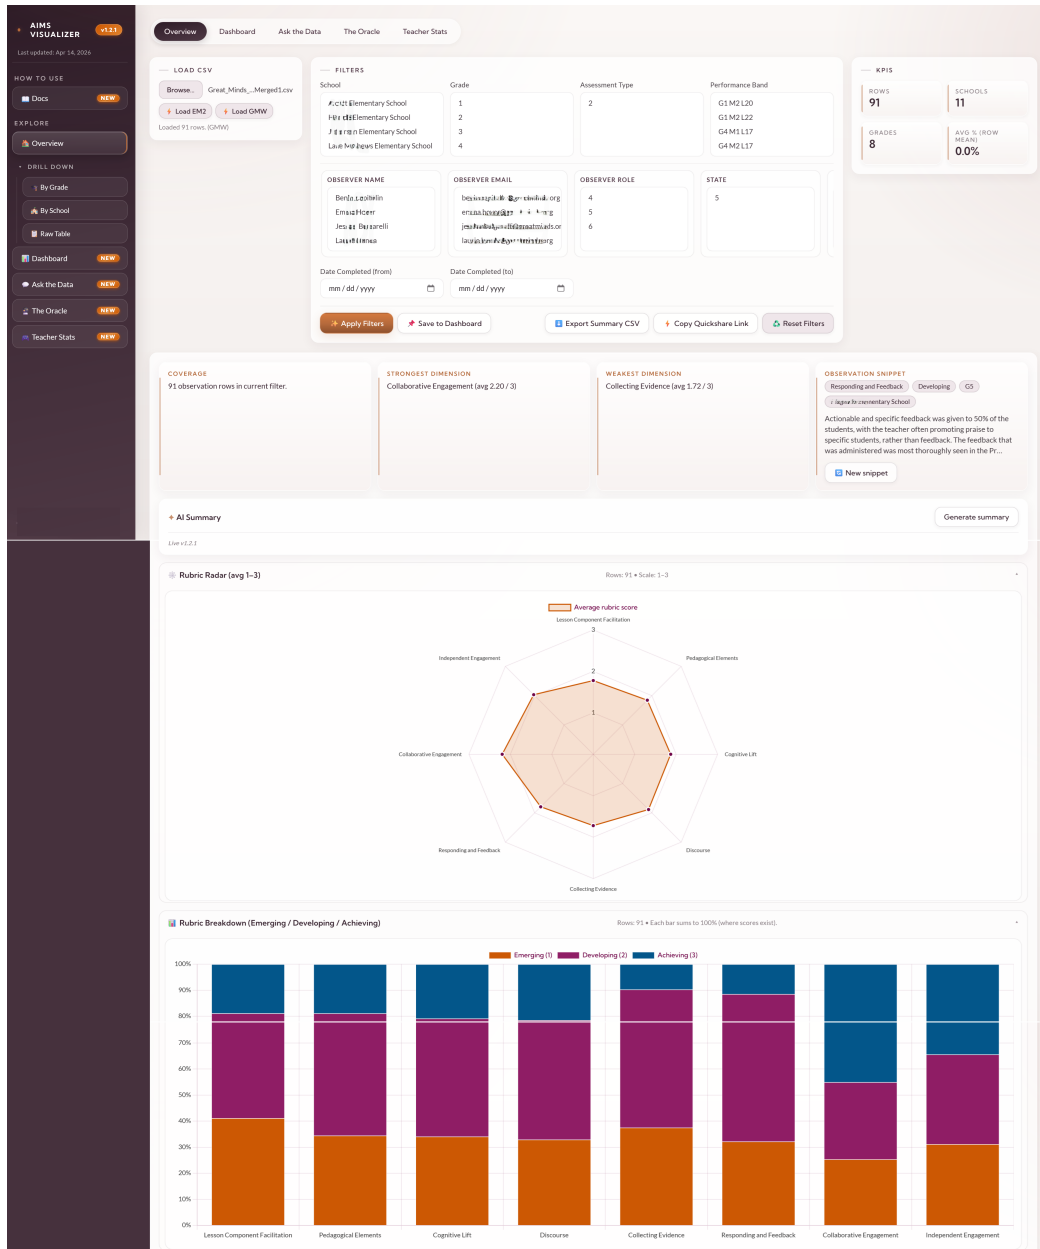 AIMS
VISUALIZER
v1.2.1
Last updated: Apr 14, 2026
HOW TO USE
Docs NEW
EXPLORE
Overview
DRILL DOWN
By Grade
By School
Raw Table
Dashboard NEW
Ask the Data NEW
The Oracle NEW
Teacher Stats NEW
Overview Dashboard Ask the Data The Oracle Teacher Stats
LOAD CSV
Browse... Great_Minds_...Merged1.csv
Load EM2 Load GMW
Loaded 91 rows. (GMW)
FILTERS
School
Elementary School
Elementary School
Elementary School
Elementary School
Grade
1
2
3
4
Assessment Type
2
Performance Band
G1 M2 L20
G1 M2 L22
G4 M1 L17
G4 M2 L17
OBSERVER NAME
OBSERVER EMAIL
OBSERVER ROLE
4
5
6
STATE
5
Date Completed (from)
mm / dd / yyyy
Date Completed (to)
mm / dd / yyyy
Apply Filters Save to Dashboard Export Summary CSV Copy Quickshare Link Reset Filters
KPIS
ROWS
91
SCHOOLS
11
GRADES
8
AVG % (ROW
MEAN)
0.0%
COVERAGE
91 observation rows in current filter.
STRONGEST DIMENSION
Collaborative Engagement (avg 2.20 / 3)
WEAKEST DIMENSION
Collecting Evidence (avg 1.72 / 3)
OBSERVATION SNIPPET
Responding and Feedback Developing G5
School
Actionable and specific feedback was given to 50% of the
students, with the teacher often promoting praise to
specific students, rather than feedback. The feedback that
was administered was most thoroughly seen in the Pr...
New snippet
AI Summary
Generate summary
Live v1.2.1
Rubric Radar (avg 1–3)
Rows: 91 • Scale: 1–3
Average rubric score
Lesson Component Facilitation
3
Independent Engagement
Pedagogical Elements
2
1
Collaborative Engagement
Cognitive Lift
Responding and Feedback
Discourse
Collecting Evidence
Rubric Breakdown (Emerging / Developing / Achieving)
Rows: 91 • Each bar sums to 100% (where scores exist).
Emerging (1) Developing (2) Achieving (3)
100%
90%
80%
70%
60%
50%
40%
30%
20%
10%
0%
Lesson Component Facilitation Pedagogical Elements Cognitive Lift Discourse Collecting Evidence Responding and Feedback Collaborative Engagement Independent Engagement